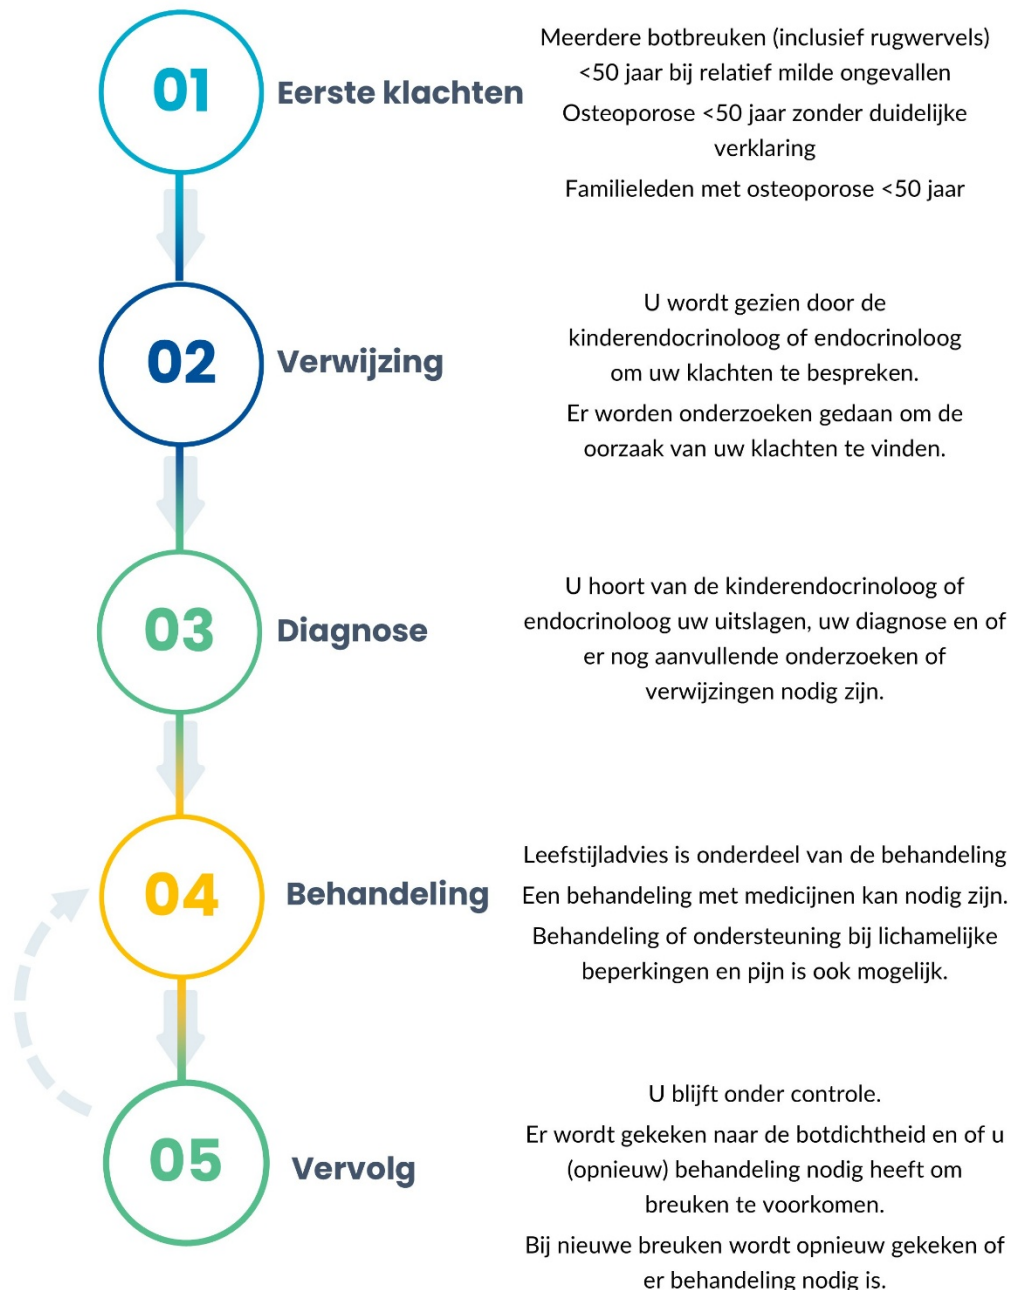 01
Eerste klachten
Meerdere botbreuken (inclusief rugwervels)
<50 jaar bij relatief milde ongevallen
Osteoporose <50 jaar zonder duidelijke
verklaring
Familieleden met osteoporose <50 jaar
02
Verwijzing
U wordt gezien door de
kinderendocrinoloog of endocrinoloog
om uw klachten te bespreken.
Er worden onderzoeken gedaan om de
oorzaak van uw klachten te vinden.
03
Diagnose
U hoort van de kinderendocrinoloog of
endocrinoloog uw uitslagen, uw diagnose en of
er nog aanvullende onderzoeken of
verwijzingen nodig zijn.
04
Behandeling
Leefstijladvies is onderdeel van de behandeling
Een behandeling met medicijnen kan nodig zijn.
Behandeling of ondersteuning bij lichamelijke
beperkingen en pijn is ook mogelijk.
05
Vervolg
U blijft onder controle.
Er wordt gekeken naar de botdichtheid en of u
(opnieuw) behandeling nodig heeft om
breuken te voorkomen.
Bij nieuwe breuken wordt opnieuw gekeken of
er behandeling nodig is.